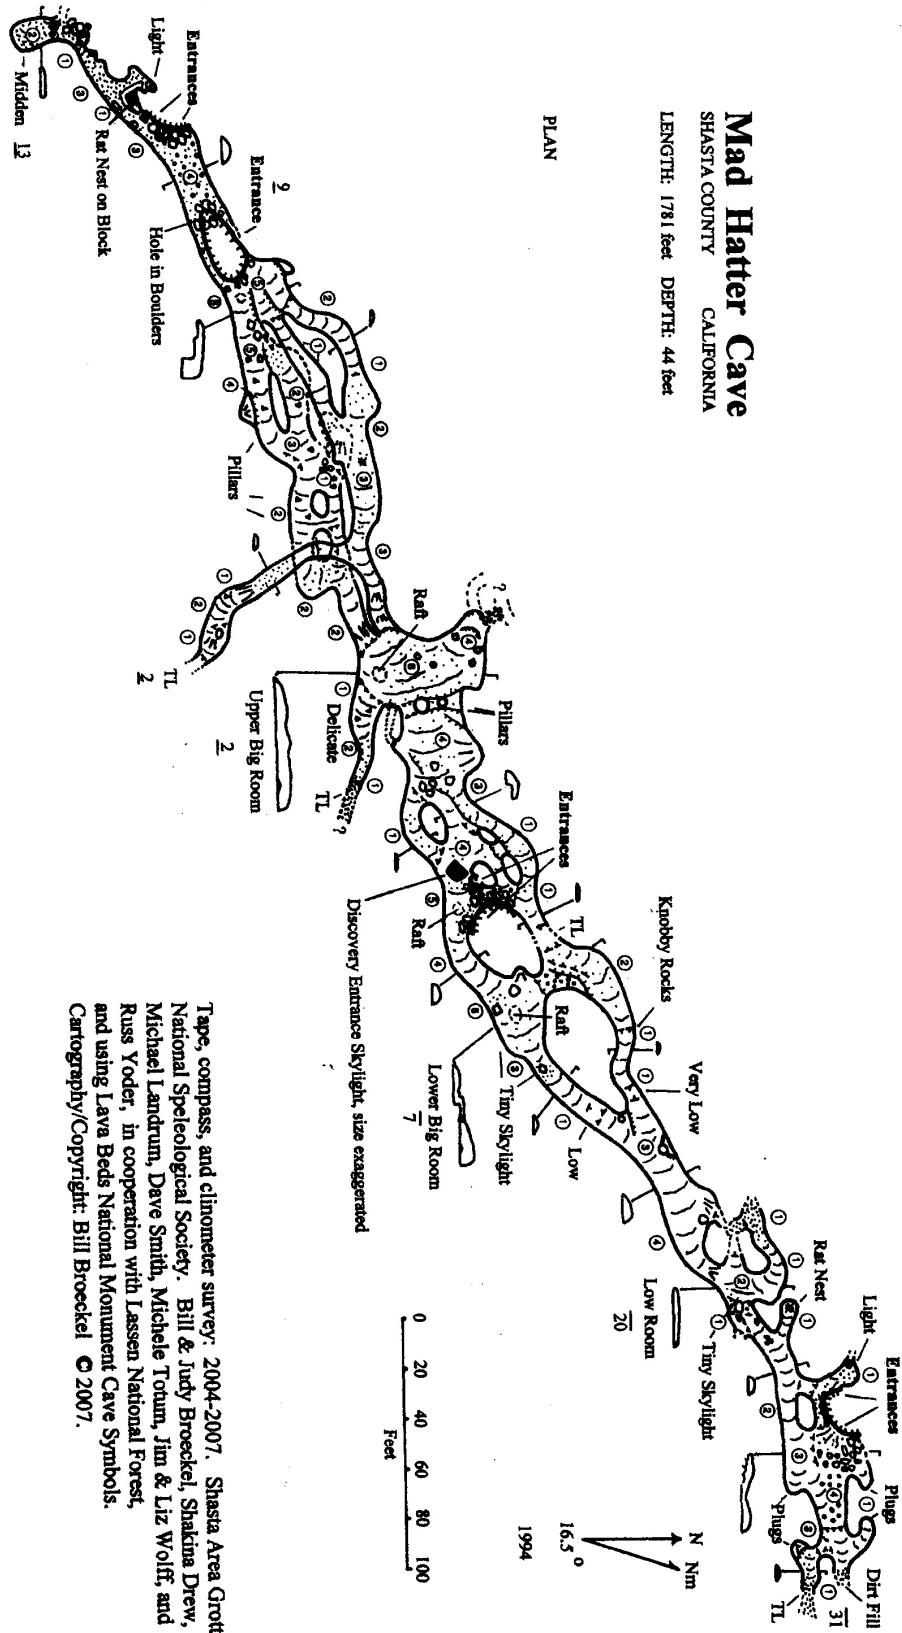 Mad Hatter Cave
SHASTA COUNTY CALIFORNIA
LENGTH: 1781 feet DEPTH: 44 feet
PLAN
Entrances
Light
Midden 13
Rat Nest on Block
9
Entrance
Hole in Boulders
Pillars
1
TL
2
Raft
?
Pillars
Upper Big Room
2
Delicate
TL
?
Entrances
TL
Raft
Discovery Entrance Skylight, size exaggerated
Knobby Rocks
Raft
Very Low
Low
Tiny Skylight
Lower Big Room
7
Rat Nest
Low Room
20
Tiny Skylight
Light
Entrances
Plugs
Dirt Fill
Plugs
TL
31
N
Nm
16.5 °
1994
0 20 40 60 80 100
Feet
Tape, compass, and clinometer survey: 2004-2007. Shasta Area Grotto
National Speleological Society. Bill & Judy Broeckel, Shakina Drew,
Michael Landrum, Dave Smith, Michele Totum, Jim & Liz Wolff, and
Russ Yoder, in cooperation with Lassen National Forest,
and using Lava Beds National Monument Cave Symbols.
Cartography/Copyright: Bill Broeckel © 2007.